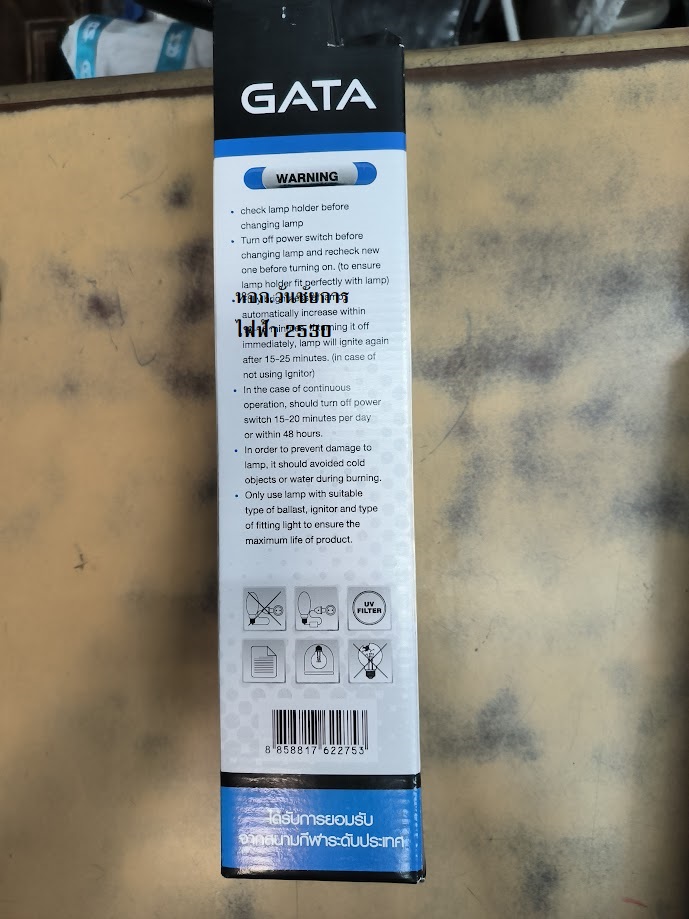 GATA
WARNING
• check lamp holder before
changing lamp
• Turn off power switch before
changing lamp and recheck new
one before turning on. (to ensure
lamp holder fit perfectly with lamp)
หจก.วันชัยการ
automatically increase within
ไฟฟ้า 2530
immediately, lamp will ignite again
after 15-25 minutes. (in case of
not using Ignitor)
• In the case of continuous
operation, should turn off power
switch 15-20 minutes per day
or within 48 hours.
• In order to prevent damage to
lamp, it should avoided cold
objects or water during burning.
• Only use lamp with suitable
type of ballast, ignitor and type
of fitting light to ensure the
maximum life of product.
UV
FILTER
8 858817 622753
ได้รับการยอมรับ
จากสนามกีฬาระดับประเทศ